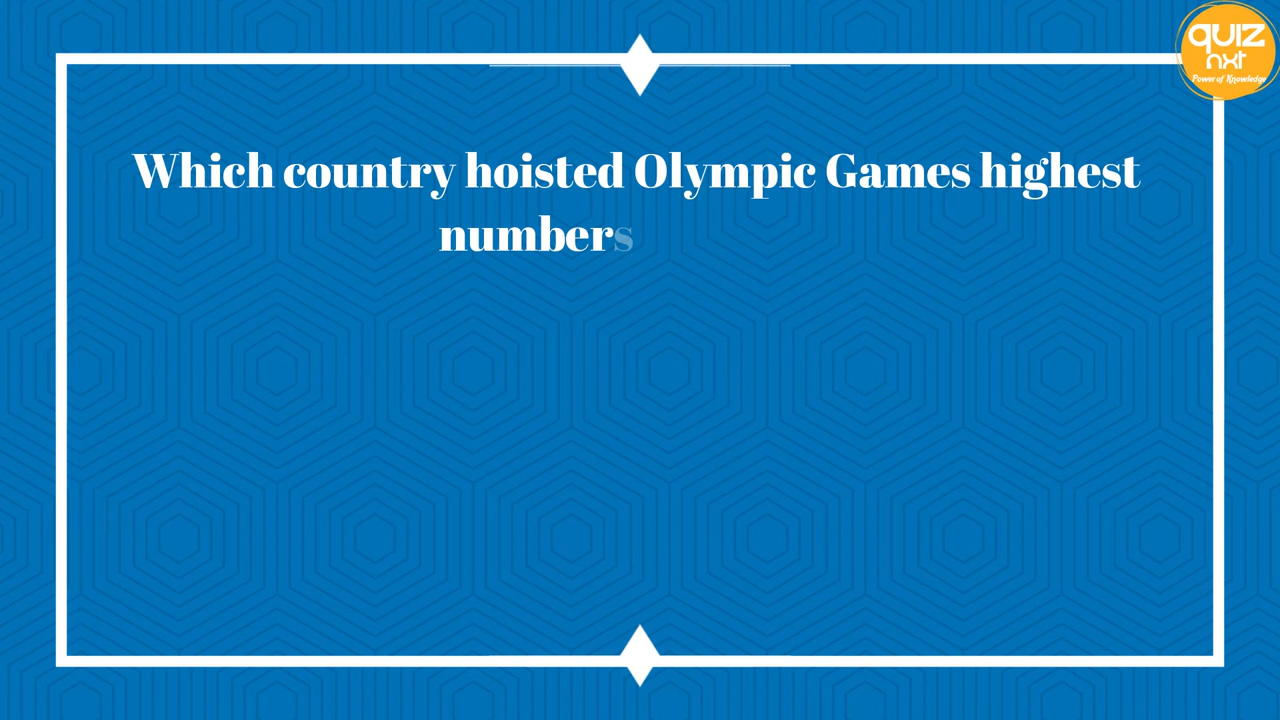 quiz
nxt
Power of Knowledge
Which country hoisted Olympic Games highest
numbers